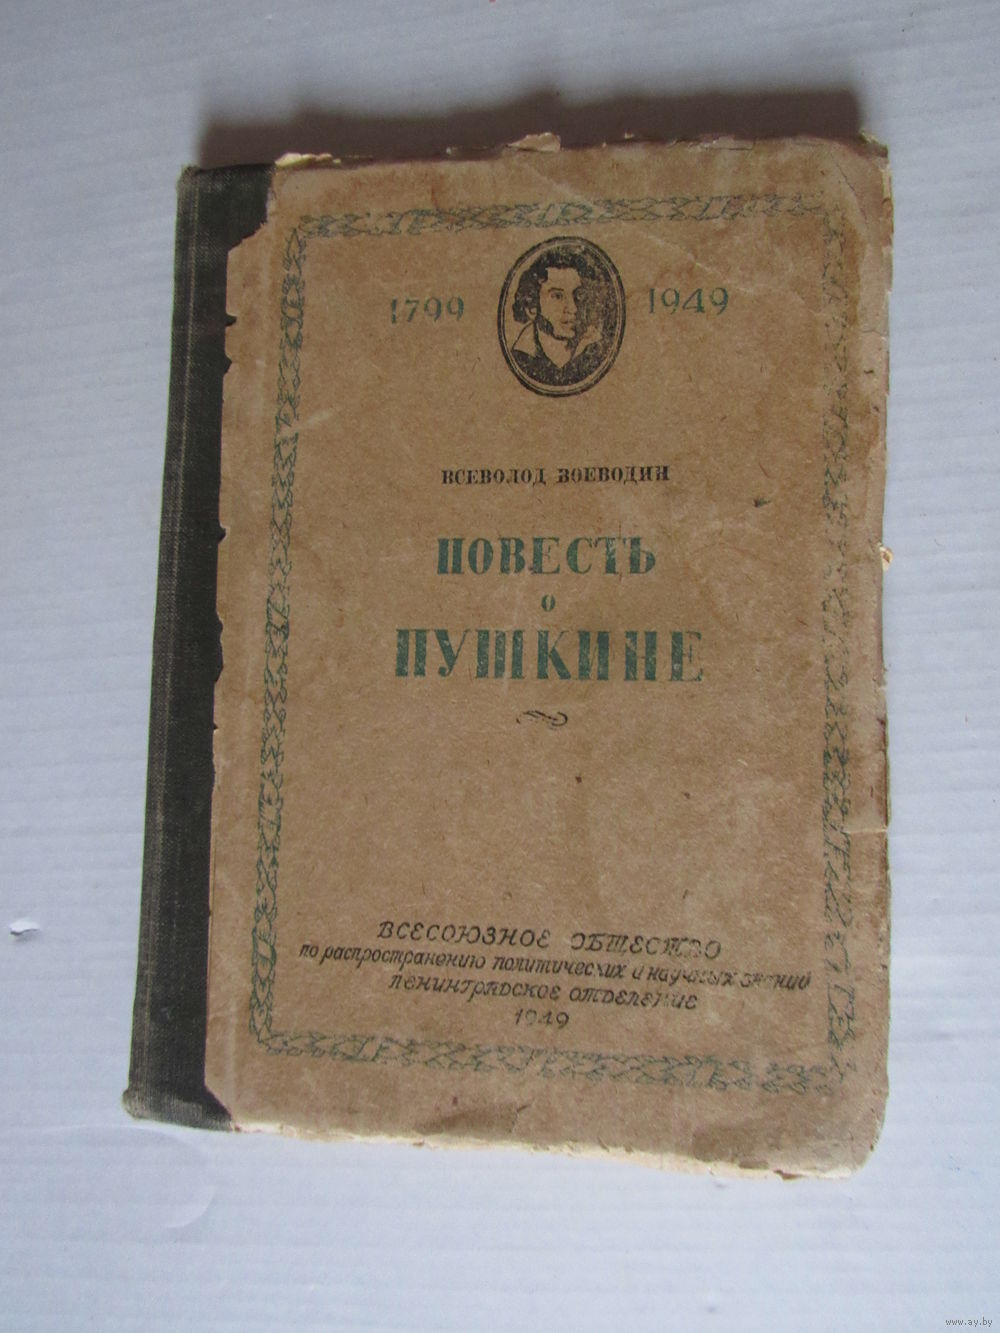 1799 1949
ВСЕВОЛОД ВОЕВОДИН
ПОВЕСТЬ
о
ПУШКИНЕ
ВСЕСОЮЗНОЕ ОБЩЕСТВО
по распространению политических и научных знаний
ЛЕНИНГРАДСКОЕ ОТДЕЛЕНИЕ
1949
www.ay.by